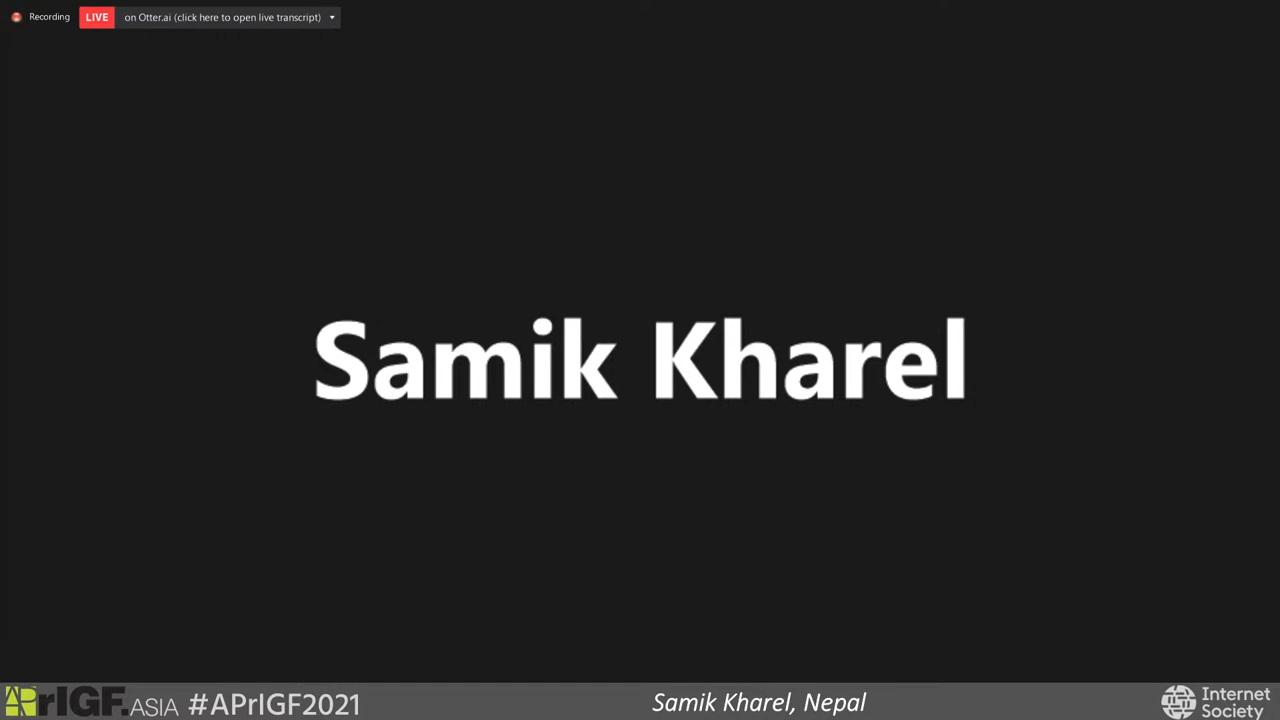 Recording LIVE on Otter.ai (click here to open live transcript)
Samik Kharel
APrIGF.ASIA #APrIGF2021 Samik Kharel, Nepal Internet
Society